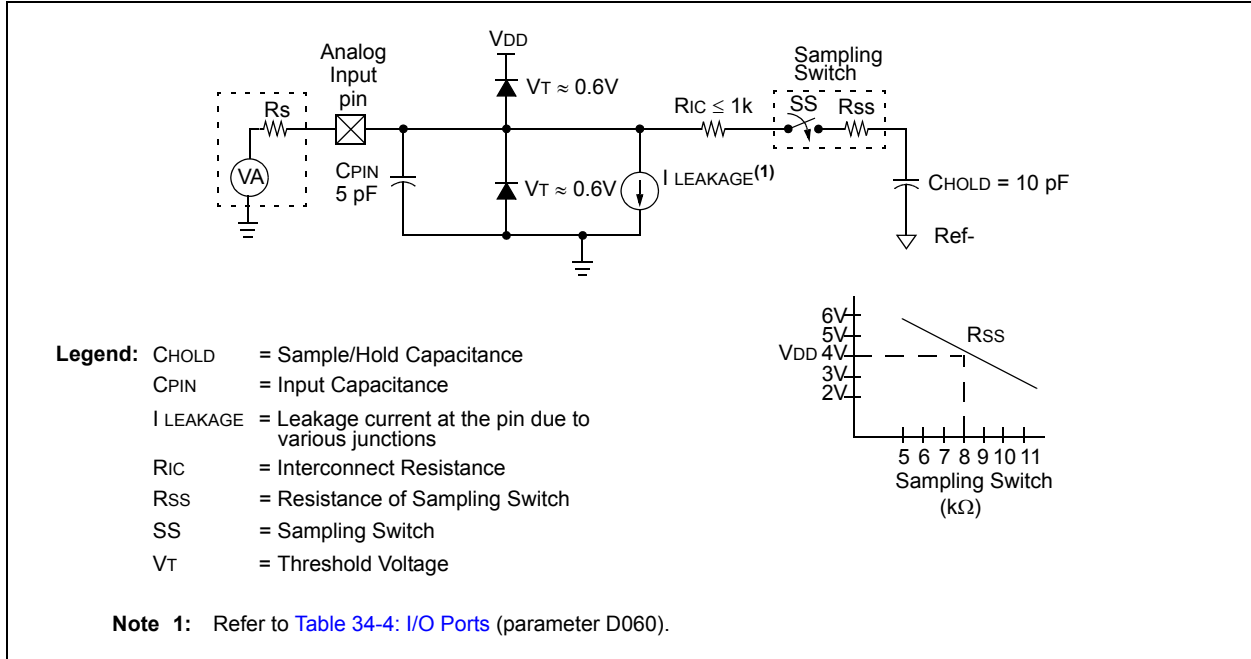 VDD
Analog
Input
pin
Sampling
Switch
VT ≈ 0.6V
Rs
RIC ≤ 1k
SS
Rss
VA
CPIN
5 pF
VT ≈ 0.6V
I LEAKAGE(1)
CHOLD = 10 pF
Ref-
Legend: CHOLD = Sample/Hold Capacitance
CPIN = Input Capacitance
I LEAKAGE = Leakage current at the pin due to
various junctions
RIC = Interconnect Resistance
RSS = Resistance of Sampling Switch
SS = Sampling Switch
VT = Threshold Voltage
6V
5V
VDD 4V
3V
2V
RSS
5 6 7 8 9 10 11
Sampling Switch
(kΩ)
Note 1: Refer to Table 34-4: I/O Ports (parameter D060).